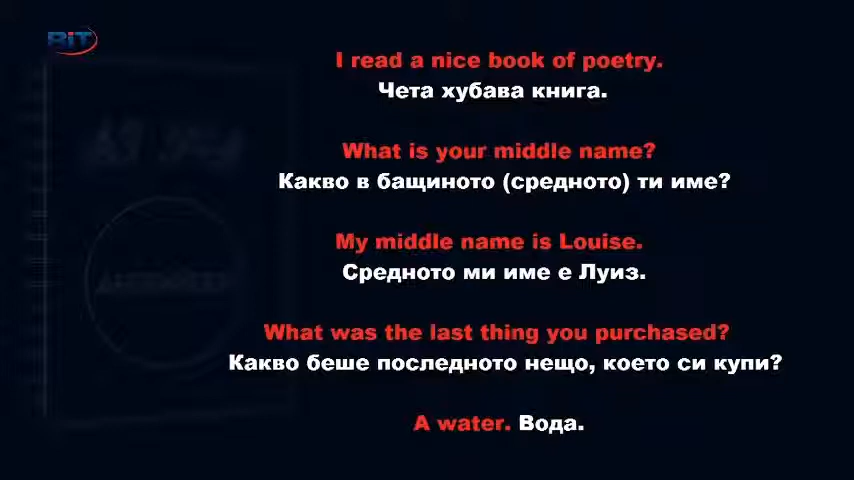 BiT
I read a nice book of poetry.
Чета хубава книга.
What is your middle name?
Какво в бащиното (средното) ти име?
My middle name is Louise.
Средното ми име е Луиз.
What was the last thing you purchased?
Какво беше последното нещо, което си купи?
A water. Вода.